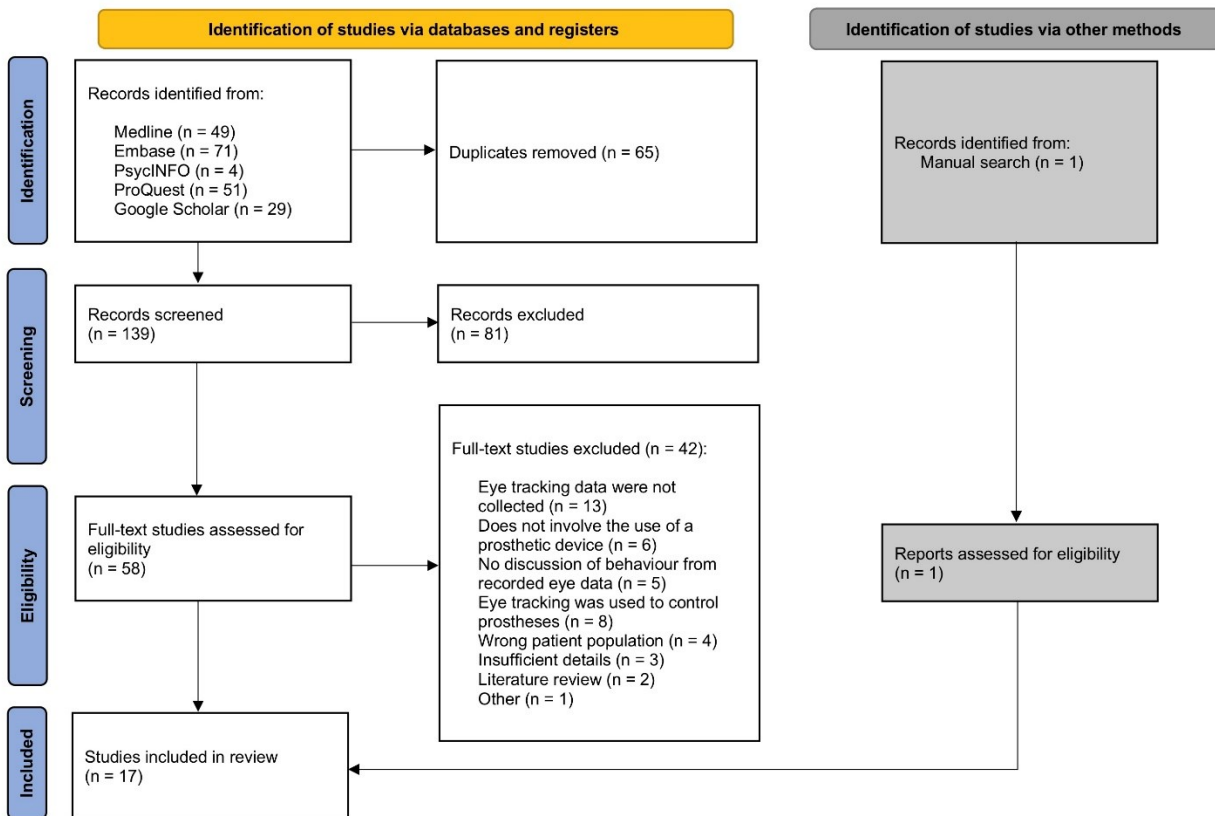 Identification of studies via databases and registers
Identification of studies via other methods
Identification
Records identified from:
Medline (n = 49)
Embase (n = 71)
PsycINFO (n = 4)
ProQuest (n = 51)
Google Scholar (n = 29)
Duplicates removed (n = 65)
Records identified from:
Manual search (n = 1)
Screening
Records screened
(n = 139)
Records excluded
(n = 81)
Eligibility
Full-text studies assessed for
eligibility
(n = 58)
Full-text studies excluded (n = 42):
Eye tracking data were not
collected (n = 13)
Does not involve the use of a
prosthetic device (n = 6)
No discussion of behaviour from
recorded eye data (n = 5)
Eye tracking was used to control
prostheses (n = 8)
Wrong patient population (n = 4)
Insufficient details (n = 3)
Literature review (n = 2)
Other (n = 1)
Reports assessed for eligibility
(n = 1)
Included
Studies included in review
(n = 17)